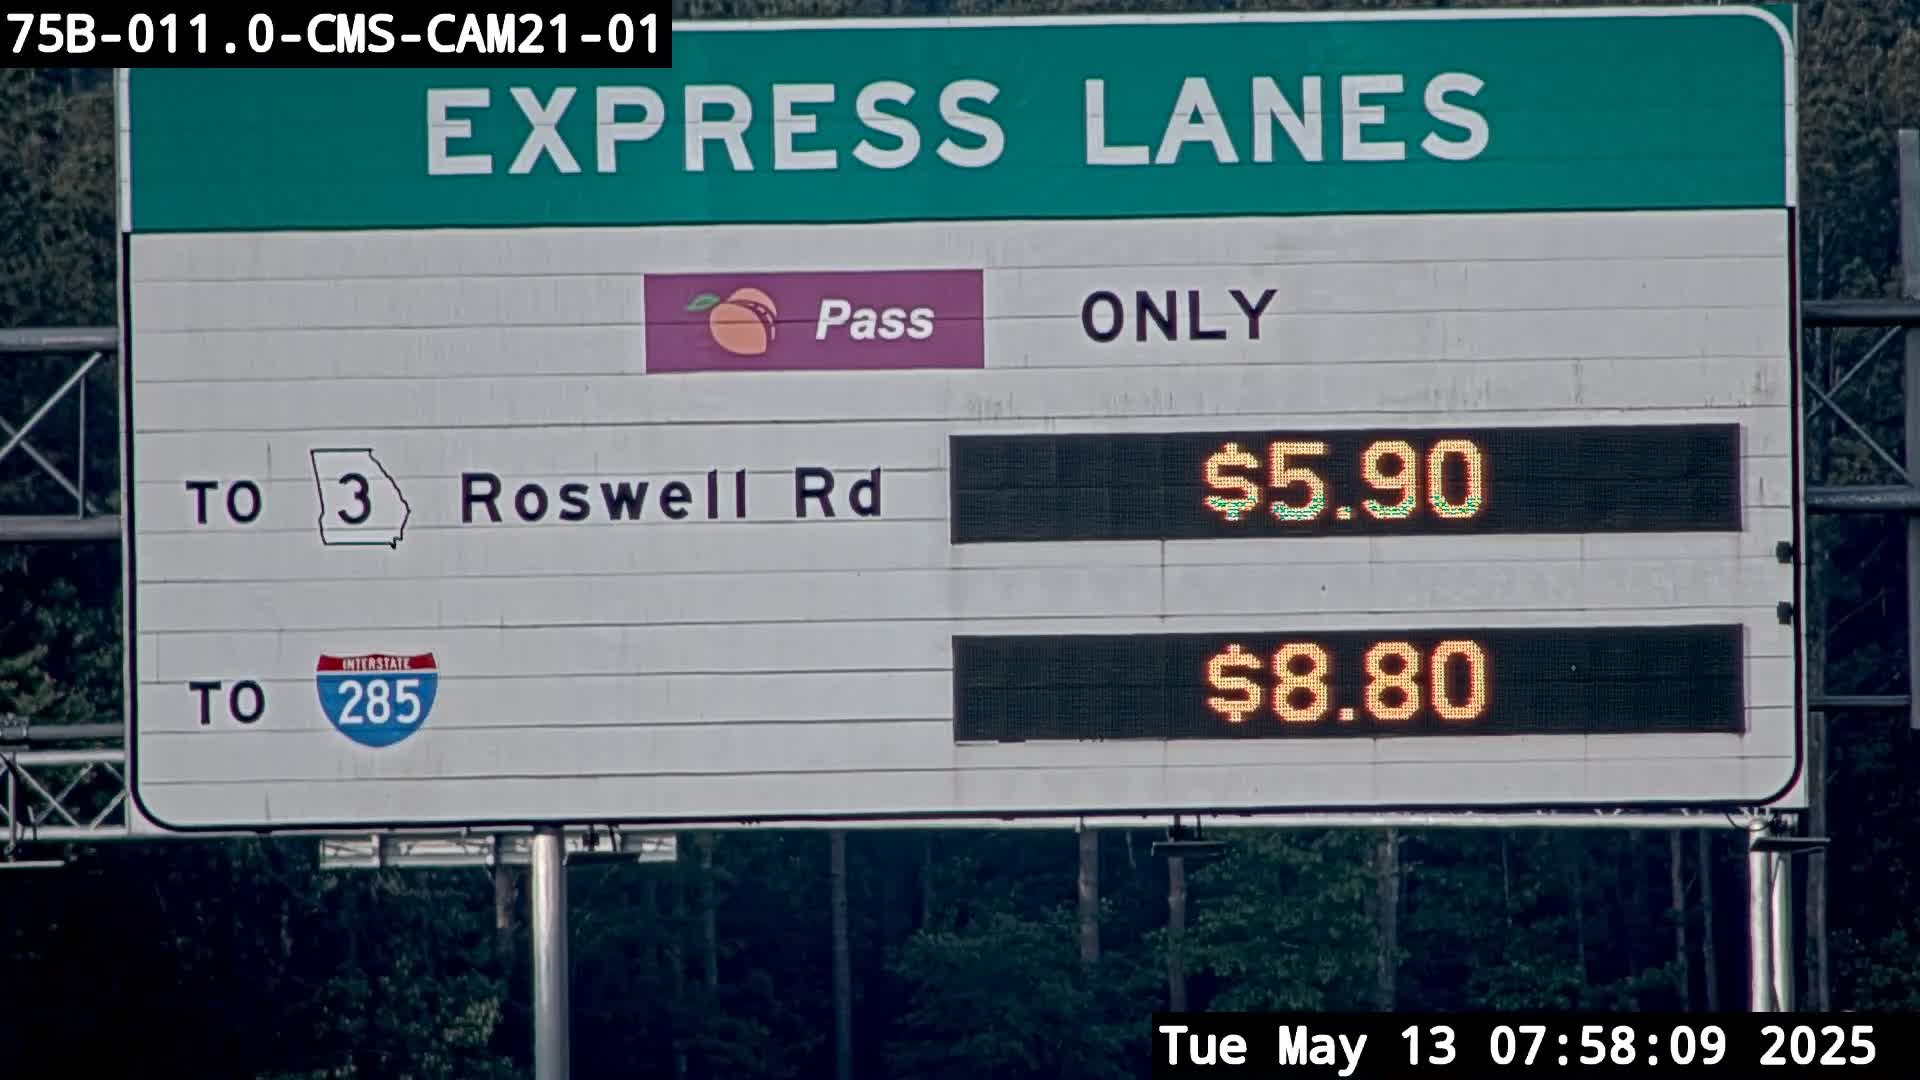 75B-011.0-CMS-CAM21-01
EXPRESS LANES
Pass ONLY
TO 3 Roswell Rd $5.90
TO INTERSTATE 285 $8.80
Tue May 13 07:58:09 2025